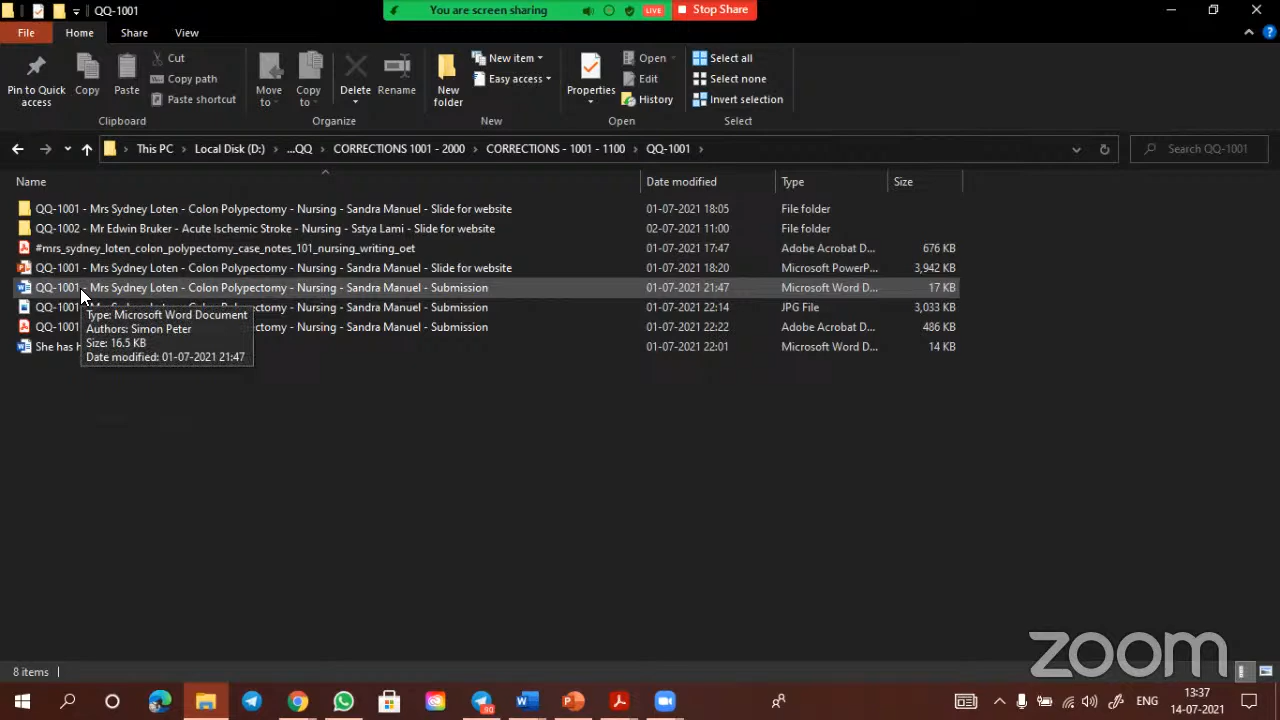 QQ-1001
You are screen sharing LIVE Stop Share
File Home Share View
Pin to Quick access
Copy
Paste
Cut
Copy path
Paste shortcut
Clipboard
Move to
Copy to
Delete
Rename
Organize
New folder
New item
Easy access
New
Properties
Open
Edit
History
Open
Select all
Select none
Invert selection
Select
This PC Local Disk (D:) ...QQ CORRECTIONS 1001 - 2000 CORRECTIONS - 1001 - 1100 QQ-1001 Search QQ-1001
Name Date modified Type Size
QQ-1001 - Mrs Sydney Loten - Colon Polypectomy - Nursing - Sandra Manuel - Slide for website 01-07-2021 18:05 File folder
QQ-1002 - Mr Edwin Bruker - Acute Ischemic Stroke - Nursing - Sstya Lami - Slide for website 02-07-2021 11:00 File folder
#mrs_sydney_loten_colon_polypectomy_case_notes_101_nursing_writing_oet 01-07-2021 17:47 Adobe Acrobat D... 676 KB
QQ-1001 - Mrs Sydney Loten - Colon Polypectomy - Nursing - Sandra Manuel - Slide for website 01-07-2021 18:20 Microsoft PowerP... 3,942 KB
QQ-1001 - Mrs Sydney Loten - Colon Polypectomy - Nursing - Sandra Manuel - Submission 01-07-2021 21:47 Microsoft Word D... 17 KB
QQ-1001 ectomy - Nursing - Sandra Manuel - Submission 01-07-2021 22:14 JPG File 3,033 KB
QQ-1001 ectomy - Nursing - Sandra Manuel - Submission 01-07-2021 22:22 Adobe Acrobat D... 486 KB
She has 01-07-2021 22:01 Microsoft Word D... 14 KB
Type: Microsoft Word Document
Authors: Simon Peter
Size: 16.5 KB
Date modified: 01-07-2021 21:47
zoom
8 items
80
ENG
13:37
14-07-2021